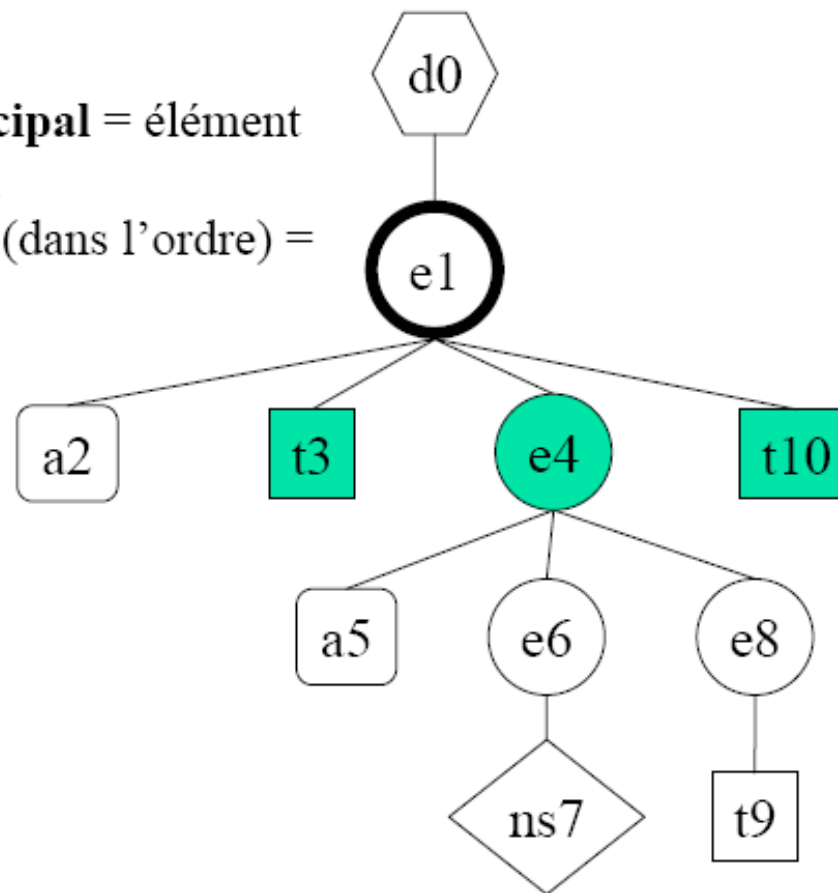 d0
cipal = élément
(dans l’ordre) =
e1
a2 t3 e4 t10
a5 e6 e8
ns7 t9